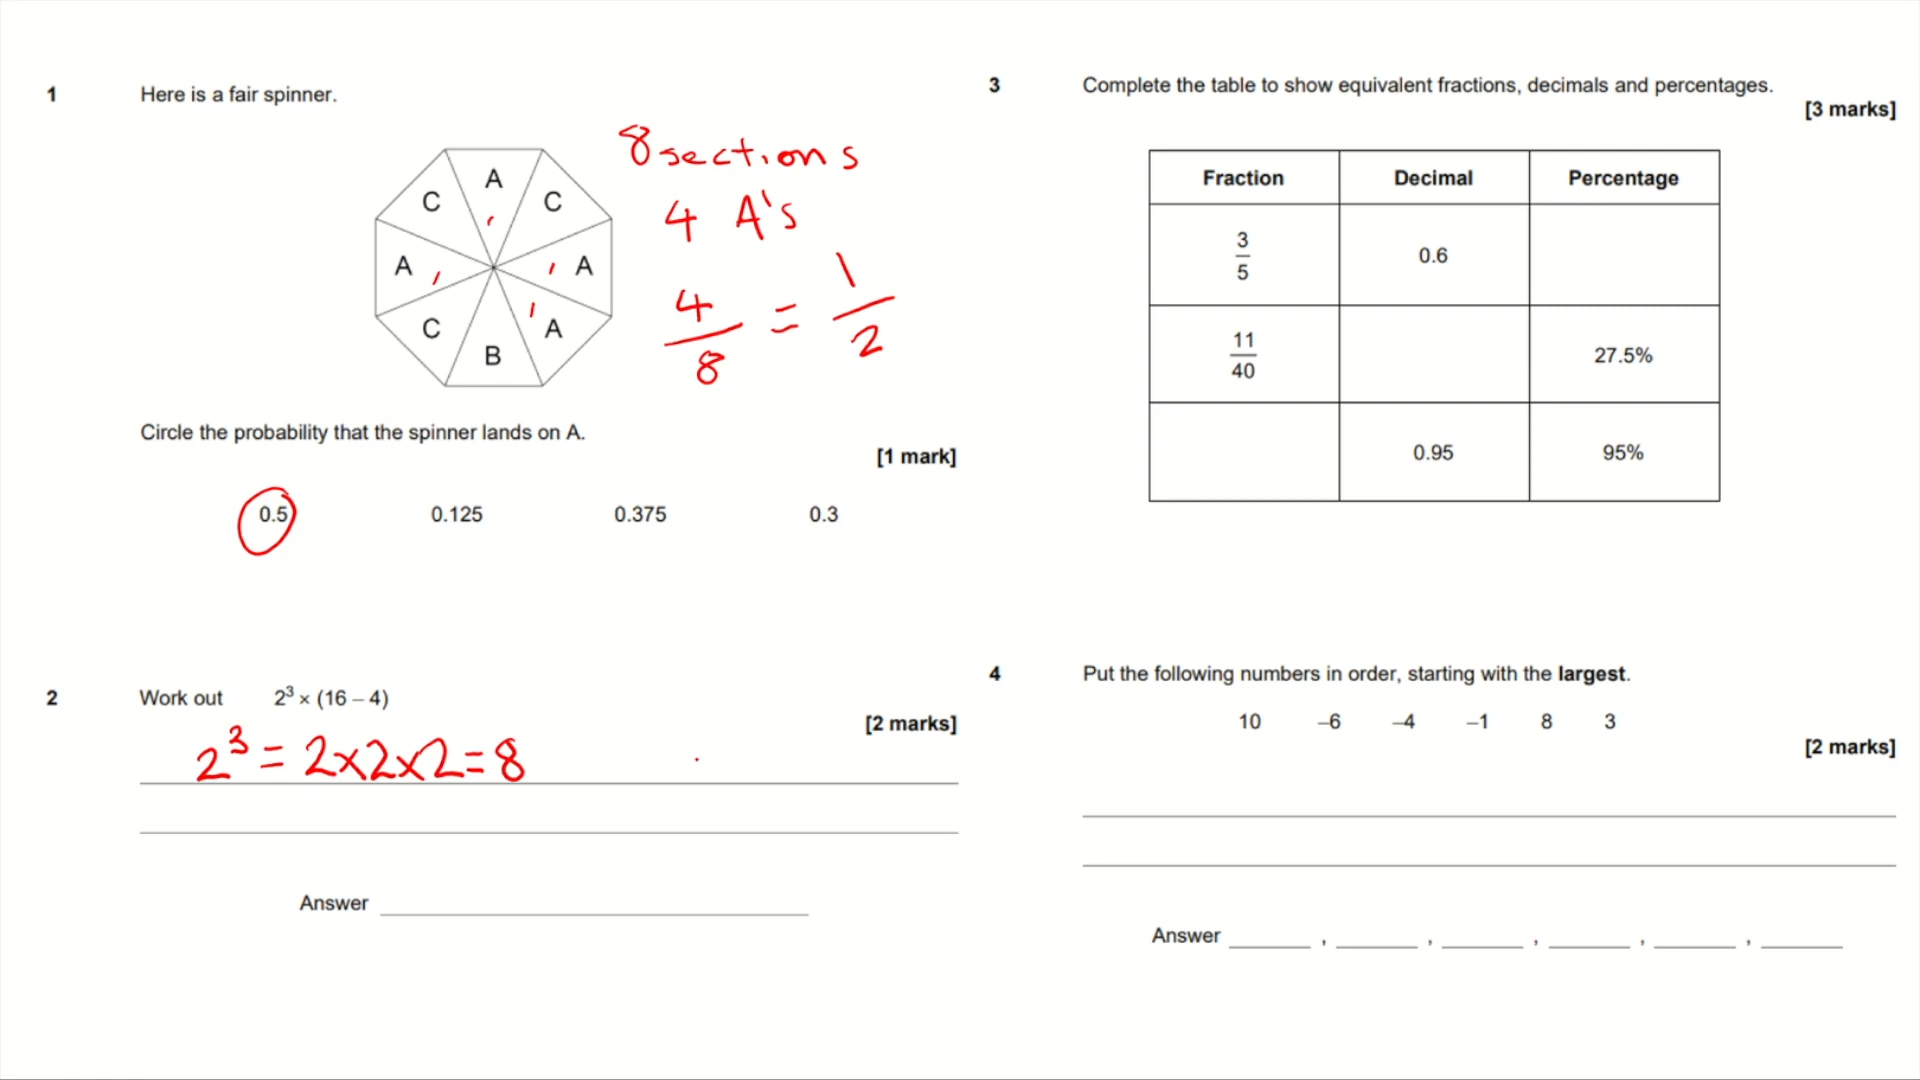 1 Here is a fair spinner.
A
C C
A A
C A
B
8 sections
4 A's
4/8 = 1/2
Circle the probability that the spinner lands on A.
[1 mark]
0.5 0.125 0.375 0.3
2 Work out 2³ × (16 – 4)
[2 marks]
2³ = 2×2×2=8
Answer
3 Complete the table to show equivalent fractions, decimals and percentages.
[3 marks]
Fraction Decimal Percentage
3/5 0.6
11/40 27.5%
0.95 95%
4 Put the following numbers in order, starting with the largest.
10 –6 –4 –1 8 3
[2 marks]
Answer , , , , ,